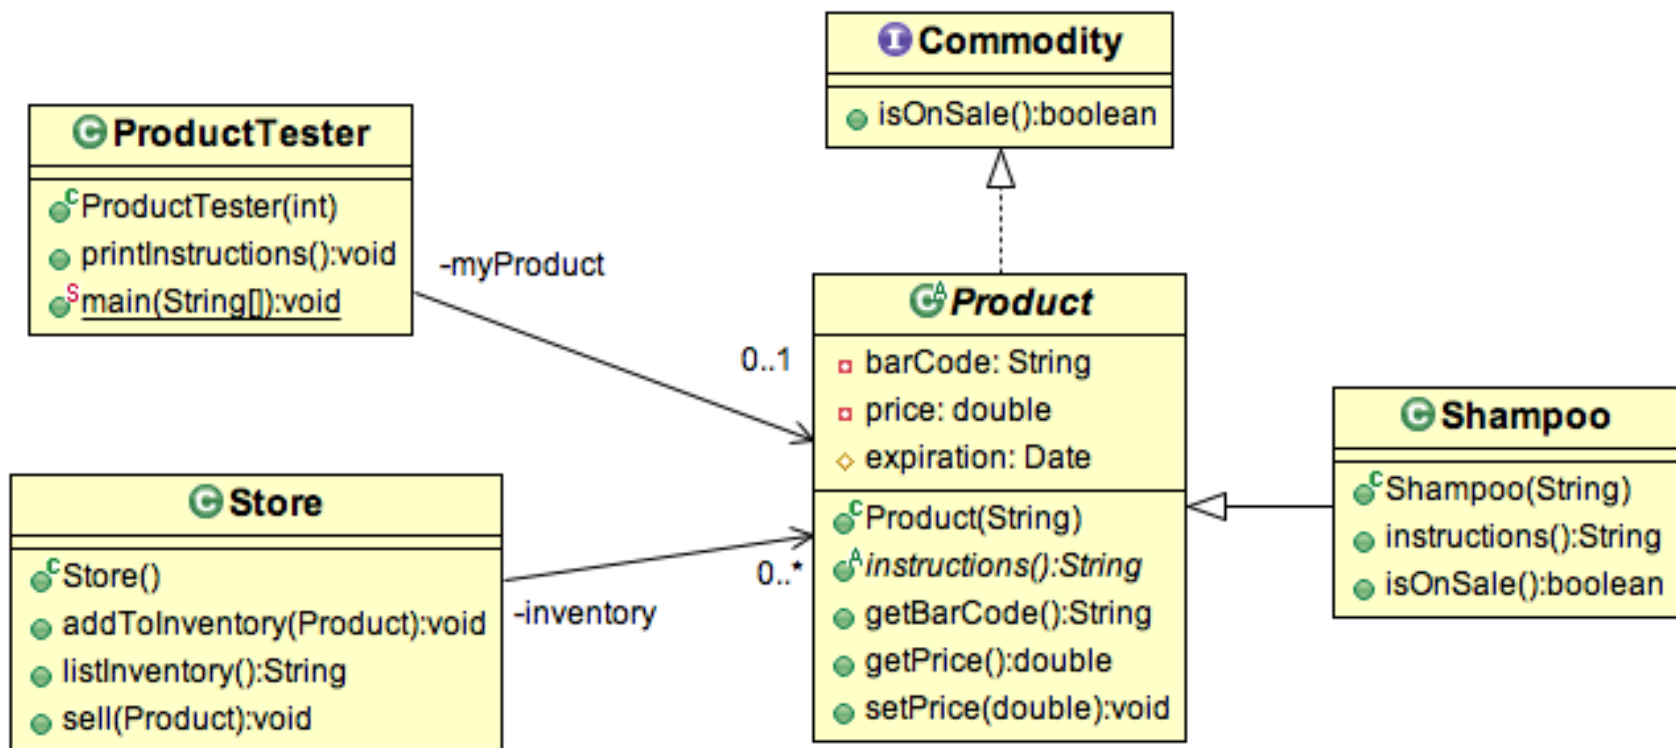 Commodity
isOnSale():boolean
ProductTester
ProductTester(int)
printInstructions():void
main(String[]):void
-myProduct
0..1
Product
barCode: String
price: double
expiration: Date
Product(String)
instructions():String
getBarCode():String
getPrice():double
setPrice(double):void
Shampoo
Shampoo(String)
instructions():String
isOnSale():boolean
Store
Store()
addToInventory(Product):void
listInventory():String
sell(Product):void
0..*
-inventory